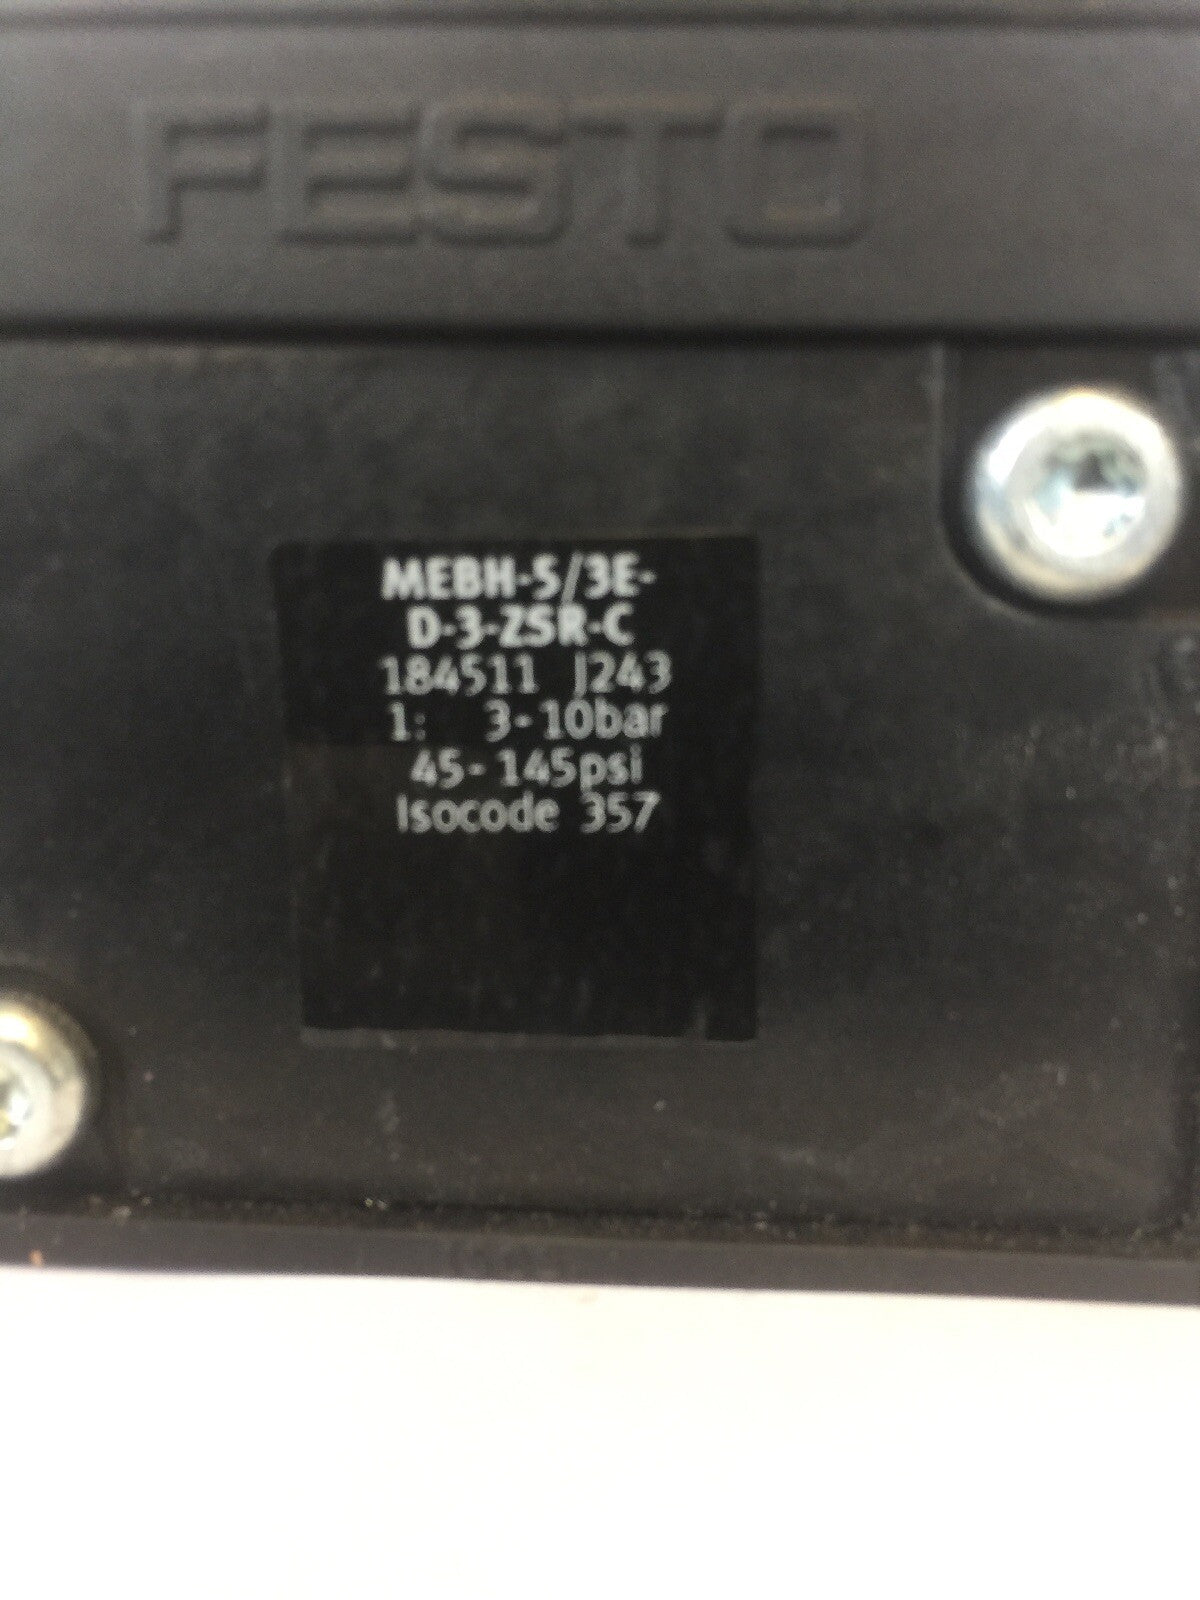 FESTO
MEBH-5/3E-
D-3-ZSR-C
184511 J243
1: 3-10bar
45-145psi
Isocode 357